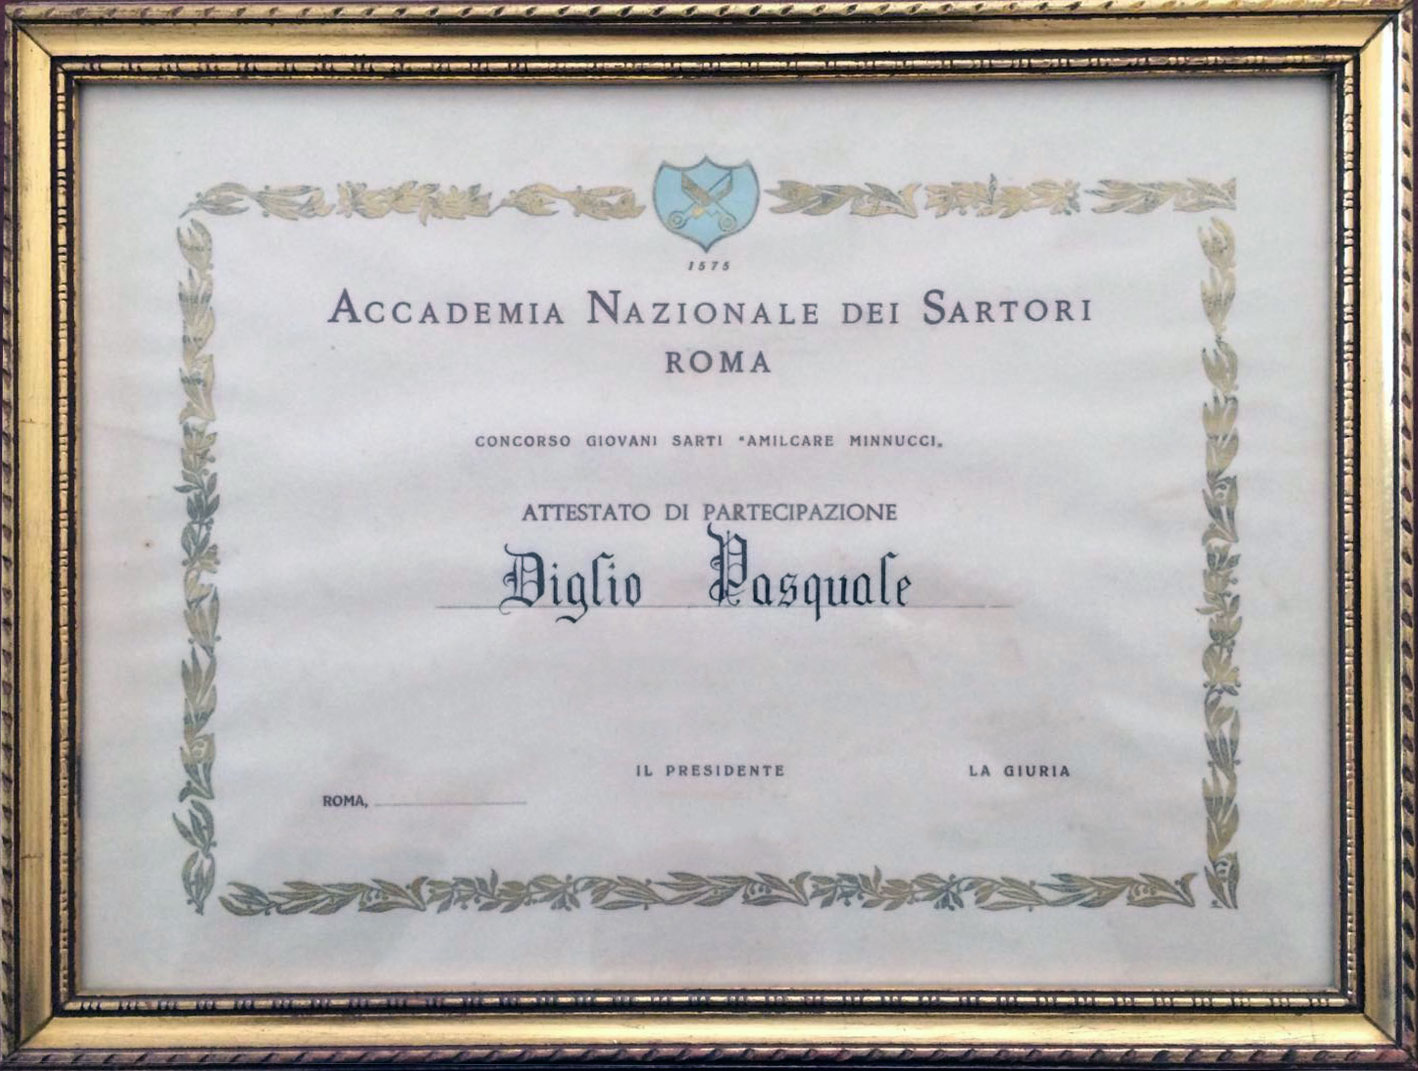 1575
ACCADEMIA NAZIONALE DEI SARTORI
ROMA
CONCORSO GIOVANI SARTI "AMILCARE MINNUCCI„
ATTESTATO DI PARTECIPAZIONE
Diglio Pasquale
IL PRESIDENTE
LA GIURIA
ROMA,